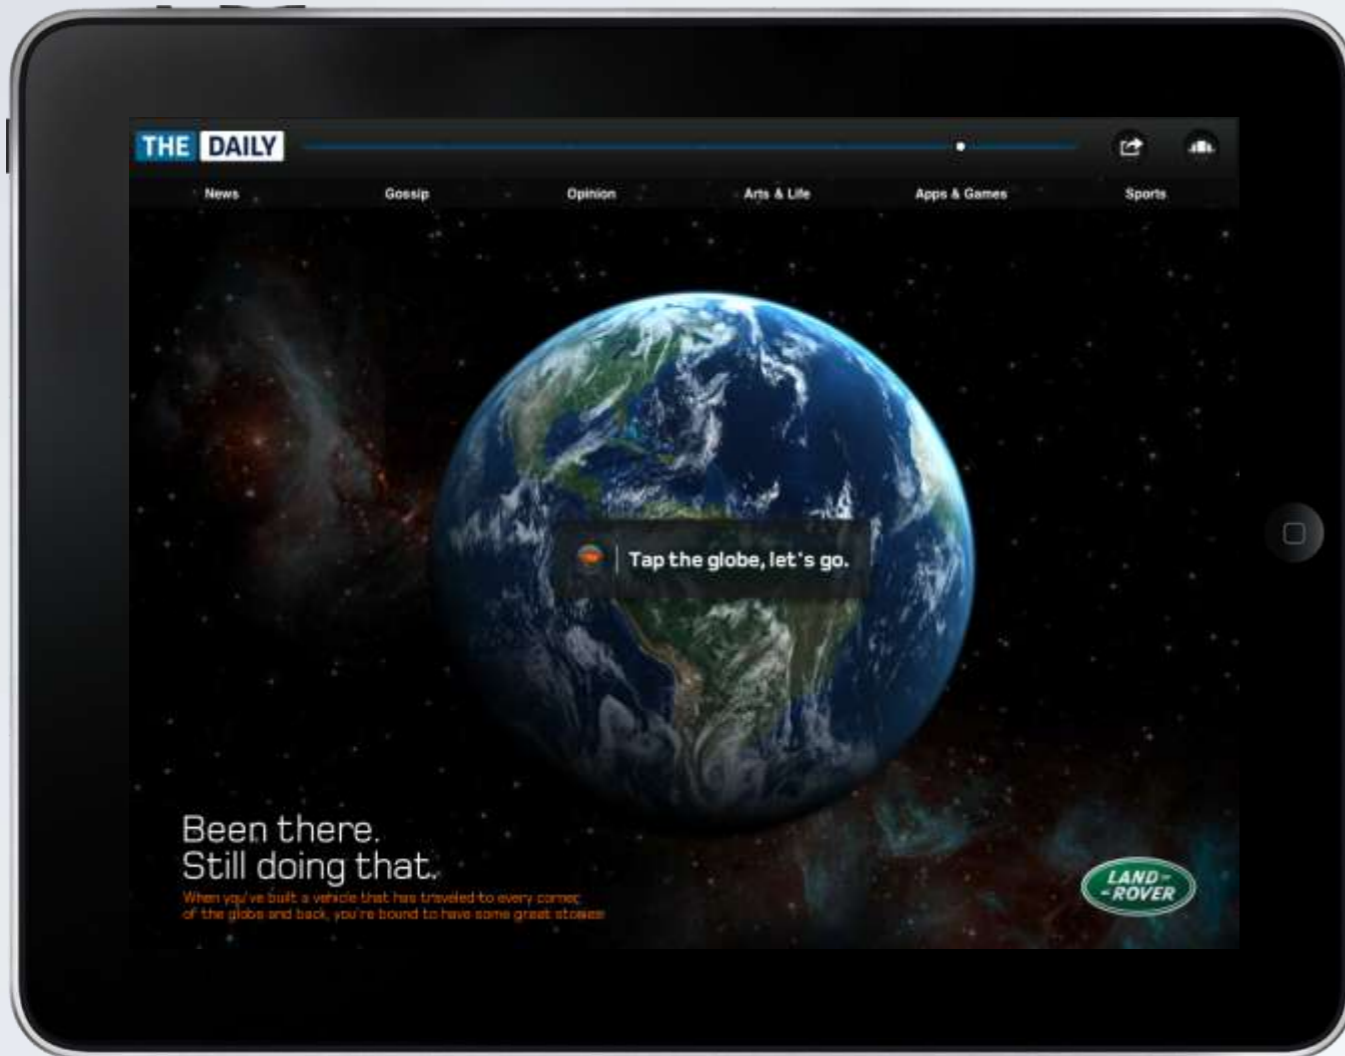 THE DAILY
News Gossip Opinion Arts & Life Apps & Games Sports
Tap the globe, let's go.
Been there.
Still doing that.
When you've built a vehicle that has traveled to every corner
of the globe and back, you're bound to have some great stories
LAND-
-ROVER